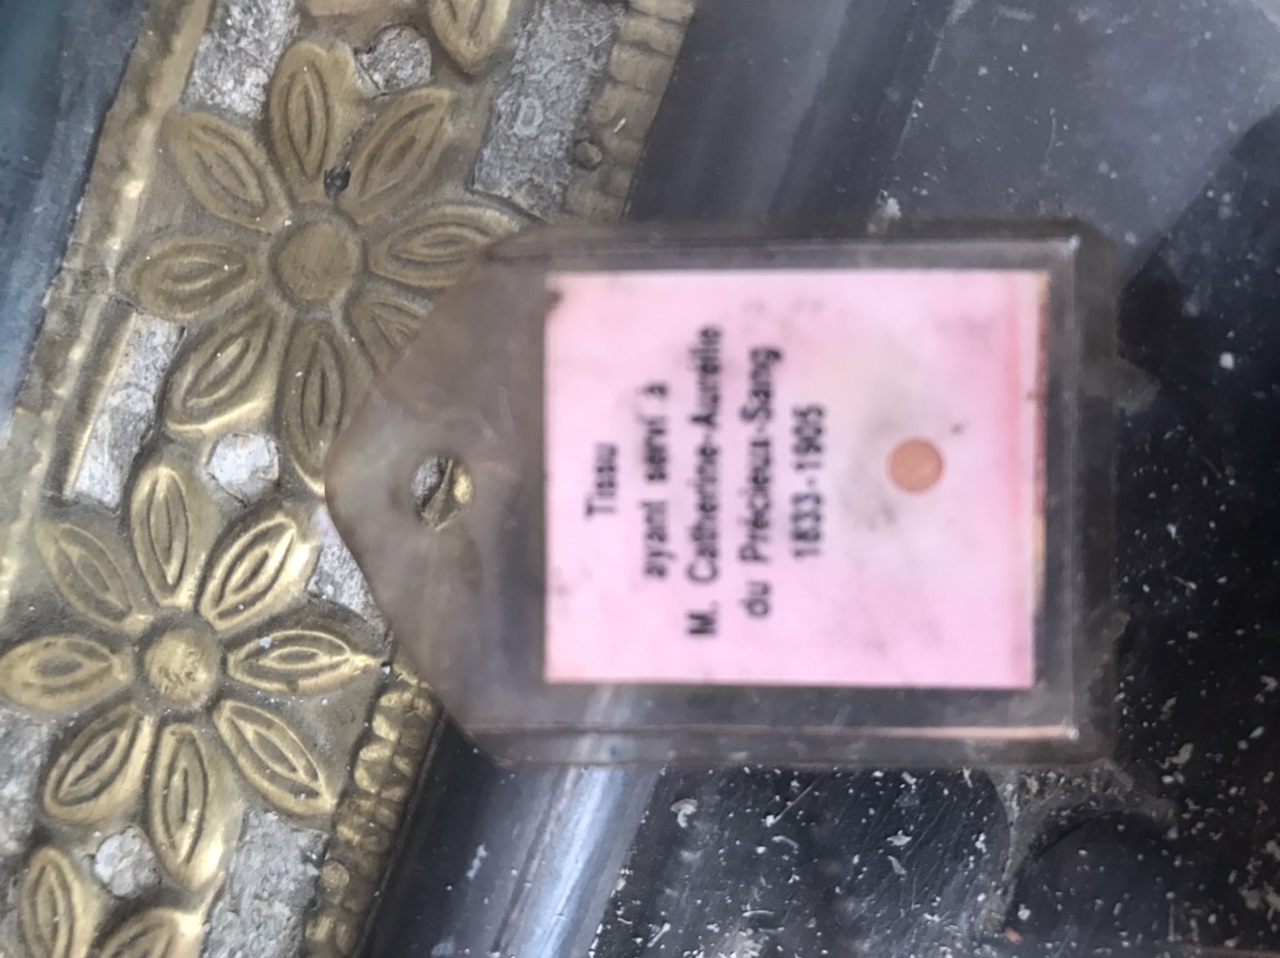 Tissu
ayant servi à
M. Catherine-Aurélie
du Précieux-Sang
1833-1905